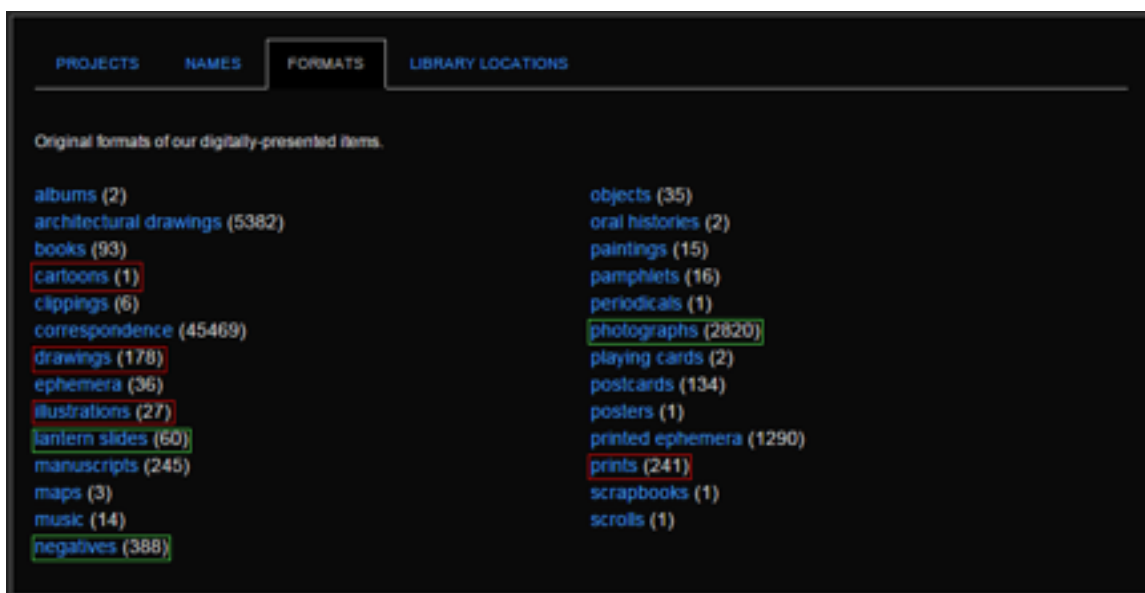 PROJECTS NAMES FORMATS LIBRARY LOCATIONS
Original formats of our digitally-presented items.
albums (2)
architectural drawings (5382)
books (93)
cartoons (1)
clippings (6)
correspondence (45469)
drawings (178)
ephemera (36)
illustrations (27)
lantern slides (60)
manuscripts (245)
maps (3)
music (14)
negatives (388)
objects (35)
oral histories (2)
paintings (15)
pamphlets (16)
periodicals (1)
photographs (2820)
playing cards (2)
postcards (134)
posters (1)
printed ephemera (1290)
prints (241)
scrapbooks (1)
scrolls (1)